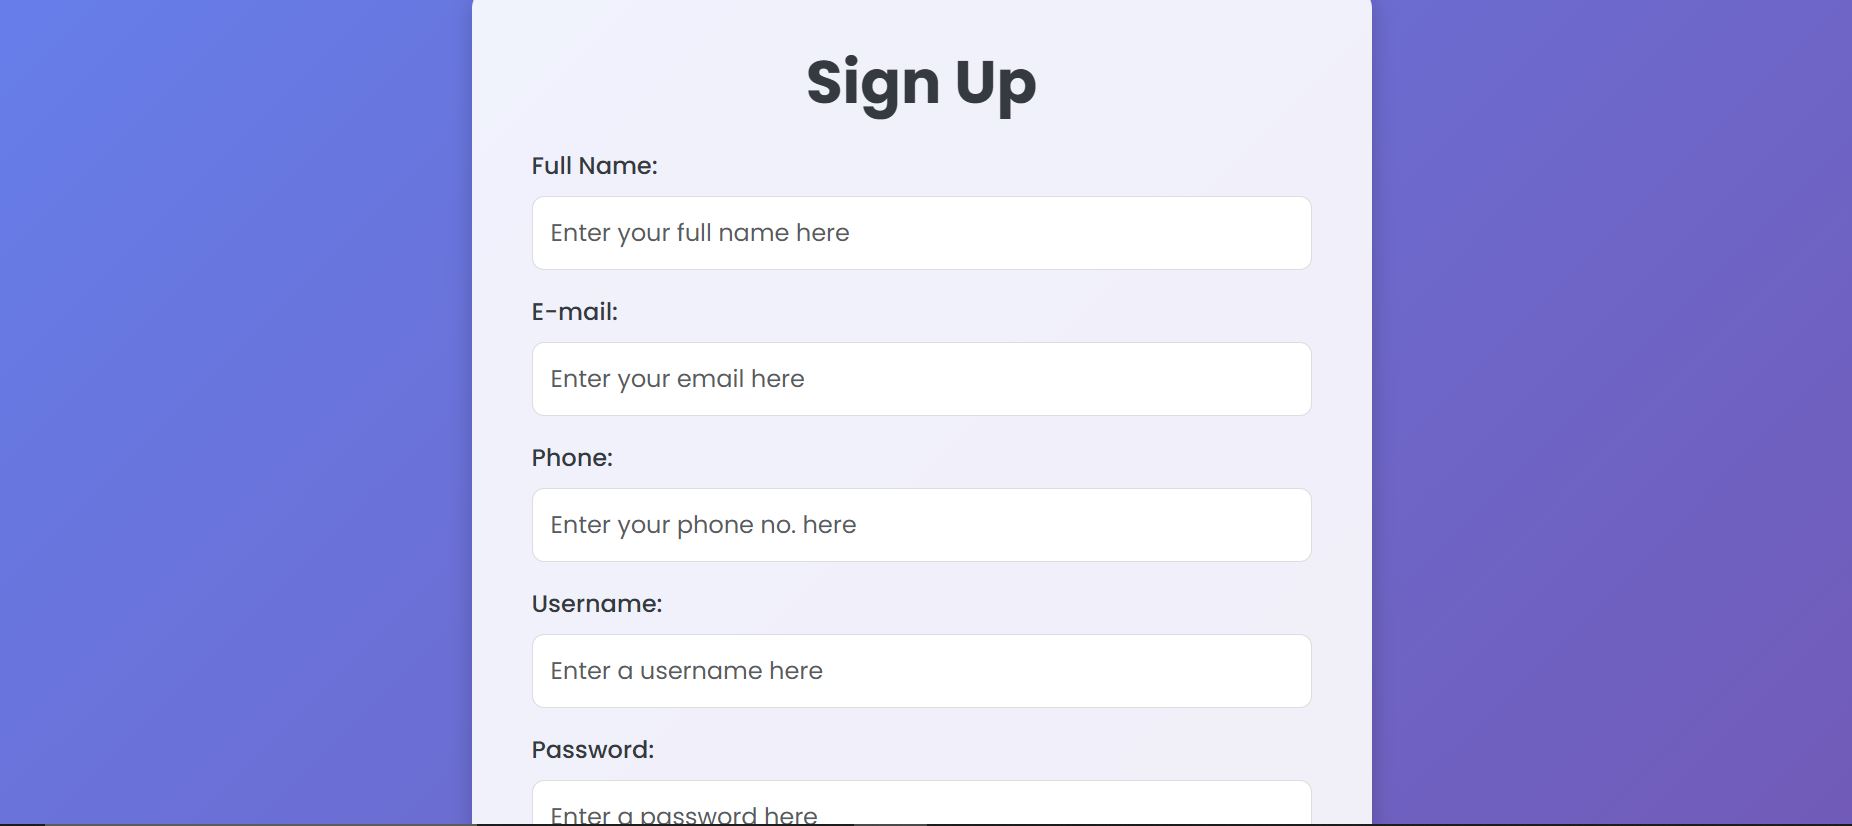 Sign Up
Full Name:
Enter your full name here
E-mail:
Enter your email here
Phone:
Enter your phone no. here
Username:
Enter a username here
Password:
Enter a password here